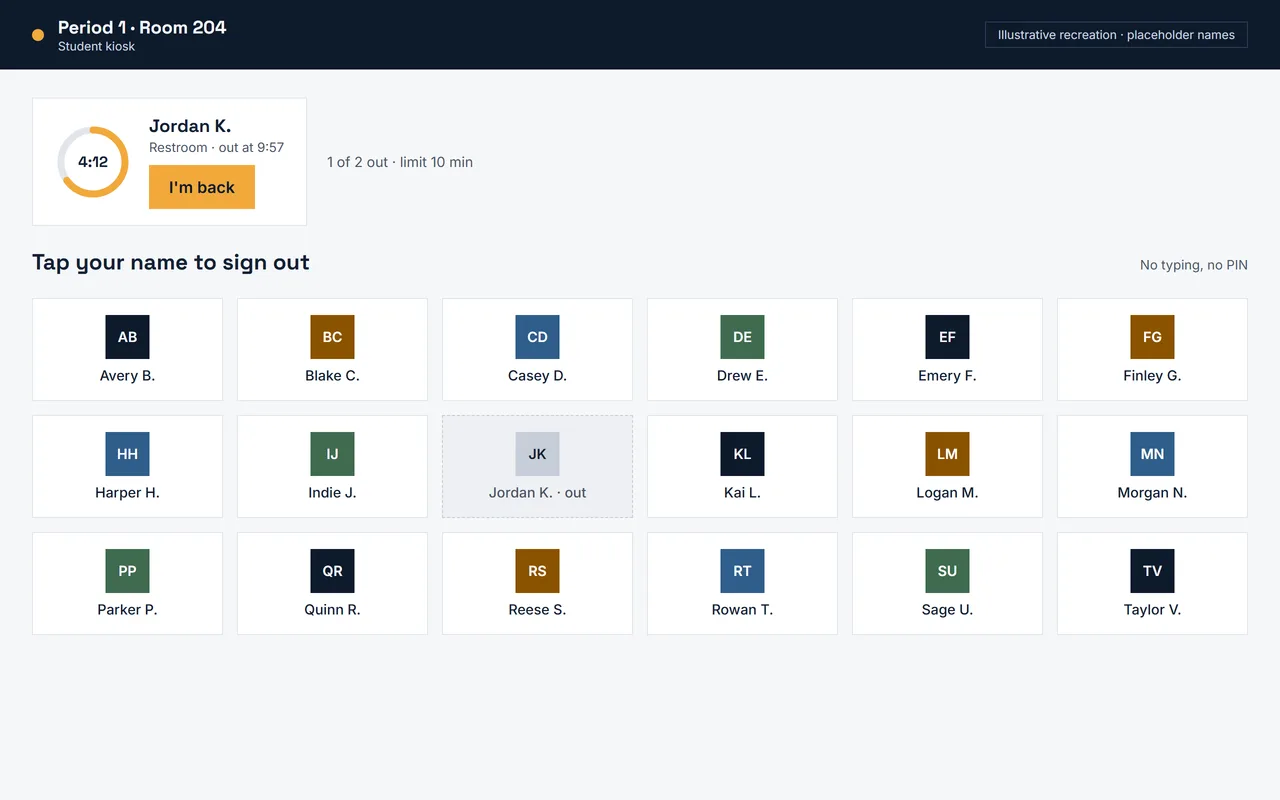 Period 1 · Room 204
Student kiosk
Illustrative recreation · placeholder names
4:12
Jordan K.
Restroom · out at 9:57
I'm back
1 of 2 out · limit 10 min
Tap your name to sign out
No typing, no PIN
AB
Avery B.
BC
Blake C.
CD
Casey D.
DE
Drew E.
EF
Emery F.
FG
Finley G.
HH
Harper H.
IJ
Indie J.
JK
Jordan K. · out
KL
Kai L.
LM
Logan M.
MN
Morgan N.
PP
Parker P.
QR
Quinn R.
RS
Reese S.
RT
Rowan T.
SU
Sage U.
TV
Taylor V.